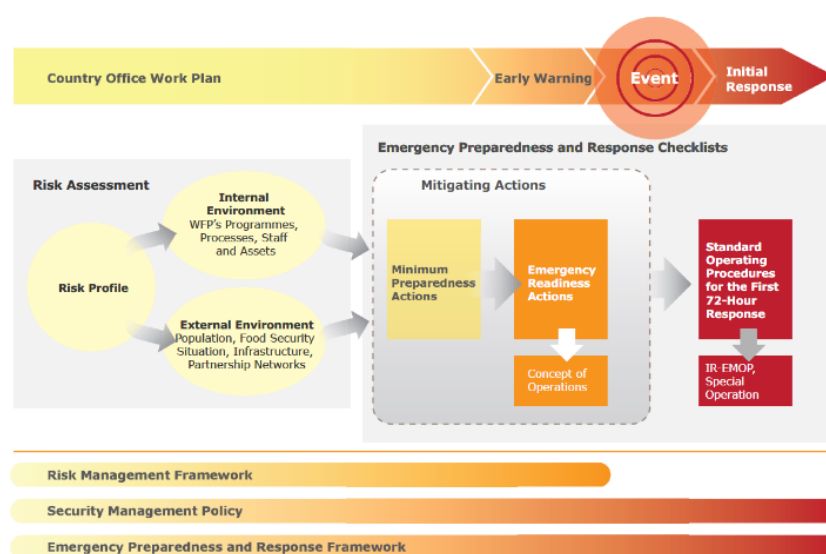 Country Office Work Plan
Early Warning
Event
Initial
Response
Emergency Preparedness and Response Checklists
Risk Assessment
Mitigating Actions
Internal
Environment
WFP's Programmes,
Processes, Staff
and Assets
Risk Profile
External Environment
Population, Food Security
Situation, Infrastructure,
Partnership Networks
Minimum
Preparedness
Actions
Emergency
Readiness
Actions
Concept of
Operations
Standard
Operating
Procedures
for the First
72-Hour
Response
IR-EMOP,
Special
Operation
Risk Management Framework
Security Management Policy
Emergency Preparedness and Response Framework